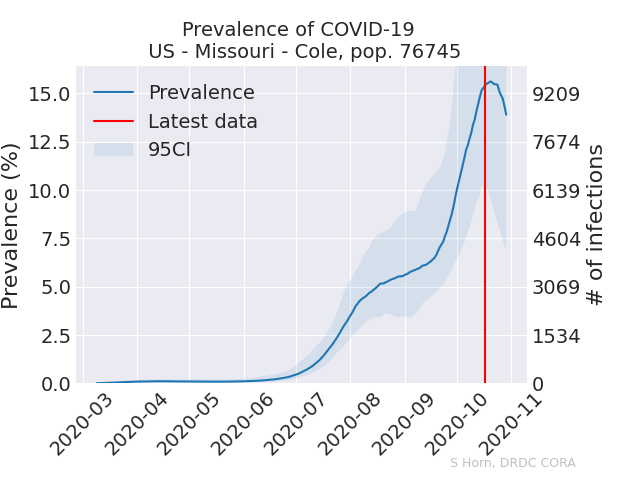 Prevalence of COVID-19
US - Missouri - Cole, pop. 76745
Prevalence
Latest data
95CI
Prevalence (%)
15.0
12.5
10.0
7.5
5.0
2.5
0.0
# of infections
9209
7674
6139
4604
3069
1534
0
2020-03
2020-04
2020-05
2020-06
2020-07
2020-08
2020-09
2020-10
2020-11
S Horn, DRDC CORA